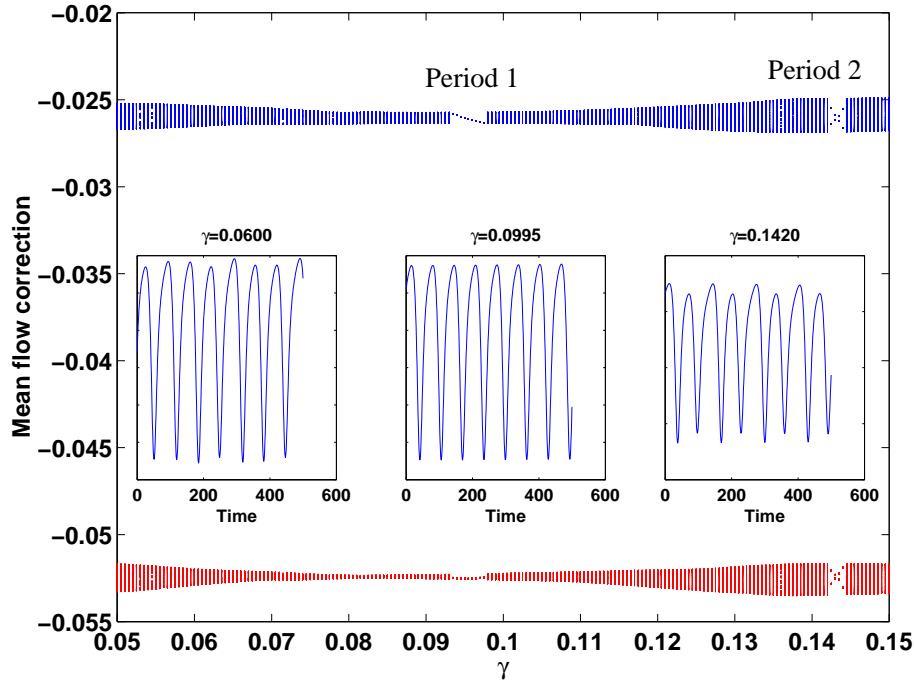 −0.02
Period 1
Period 2
−0.025
−0.03
γ=0.0600
γ=0.0995
γ=0.1420
−0.035
Mean flow correction
−0.04
−0.045
0 200 400 600
0 200 400 600
0 200 400 600
Time
Time
Time
−0.05
−0.055
0.05 0.06 0.07 0.08 0.09 0.1 0.11 0.12 0.13 0.14 0.15
γ